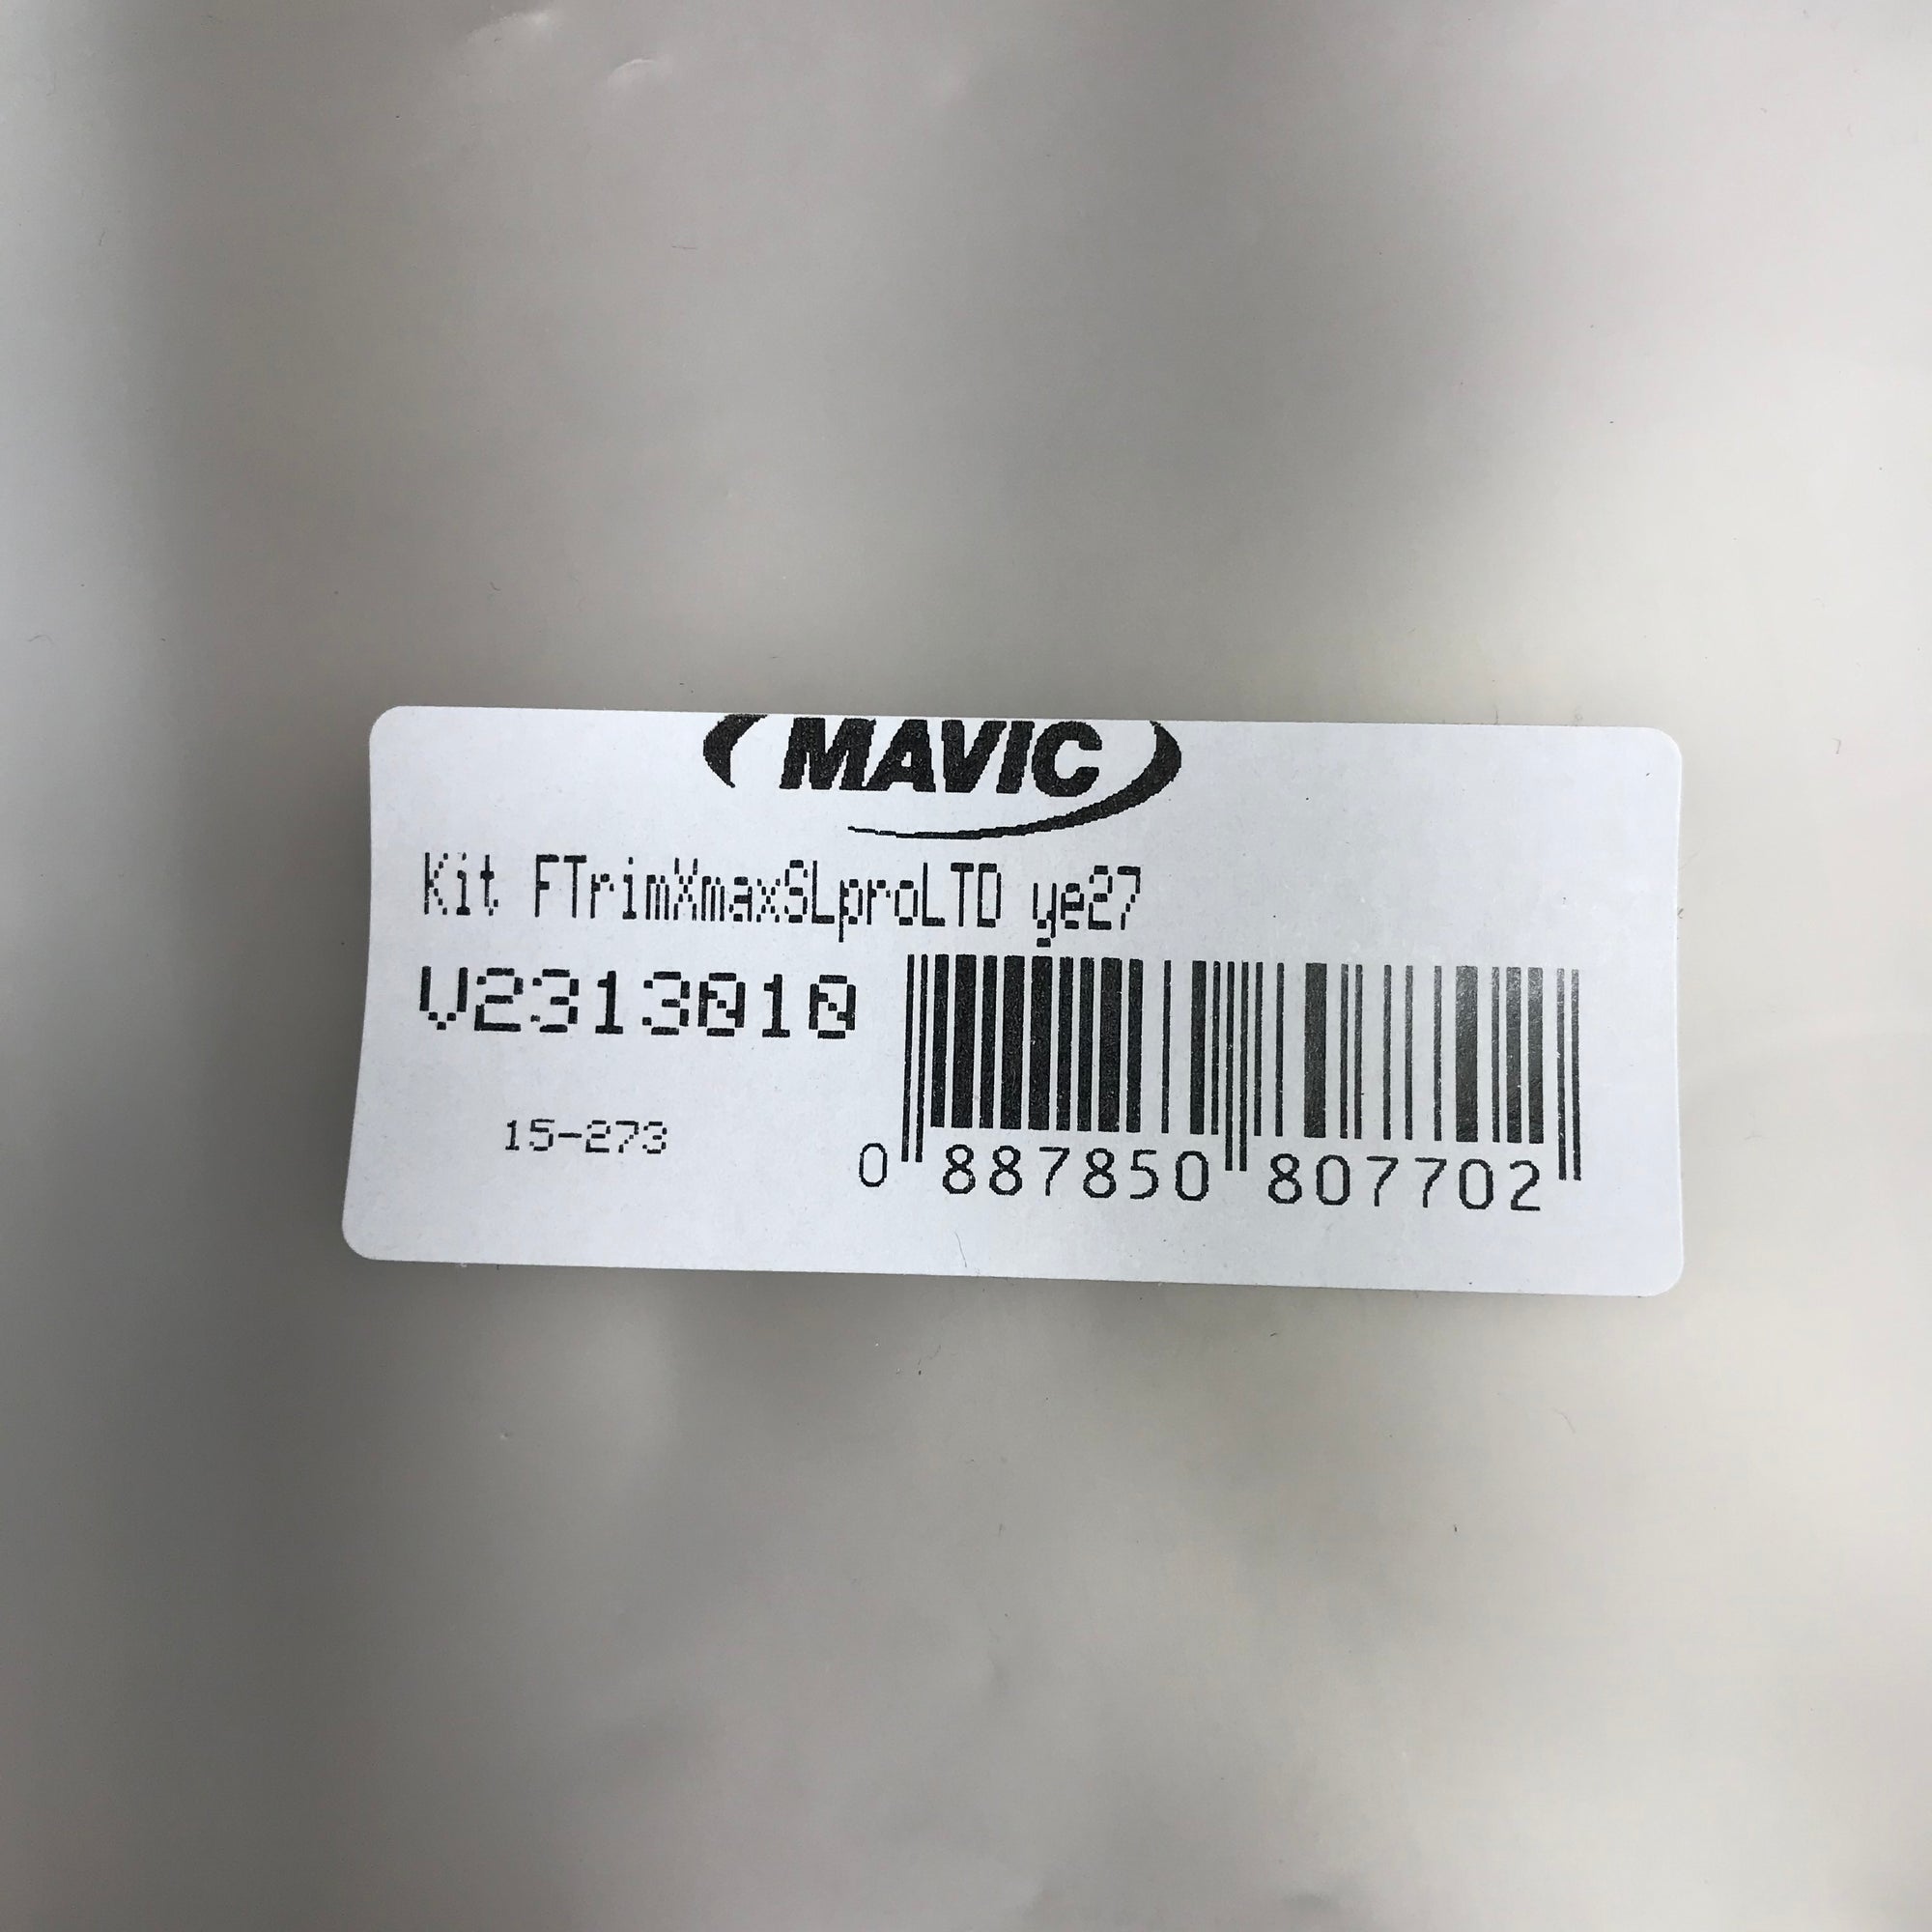 MAVIC
Kit FTrimXmaxSLproLTD ye27
V2313010
15-273
0 887850 807702